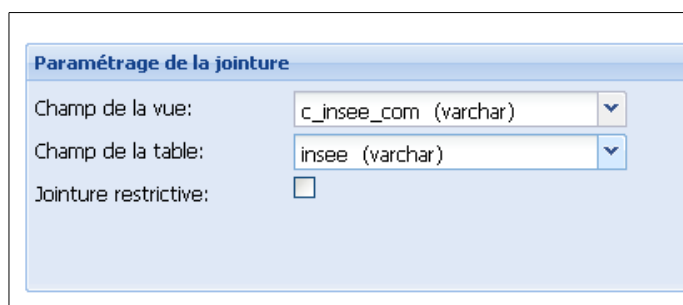 Paramétrage de la jointure
Champ de la vue: c_insee_com (varchar)
Champ de la table: insee (varchar)
Jointure restrictive: